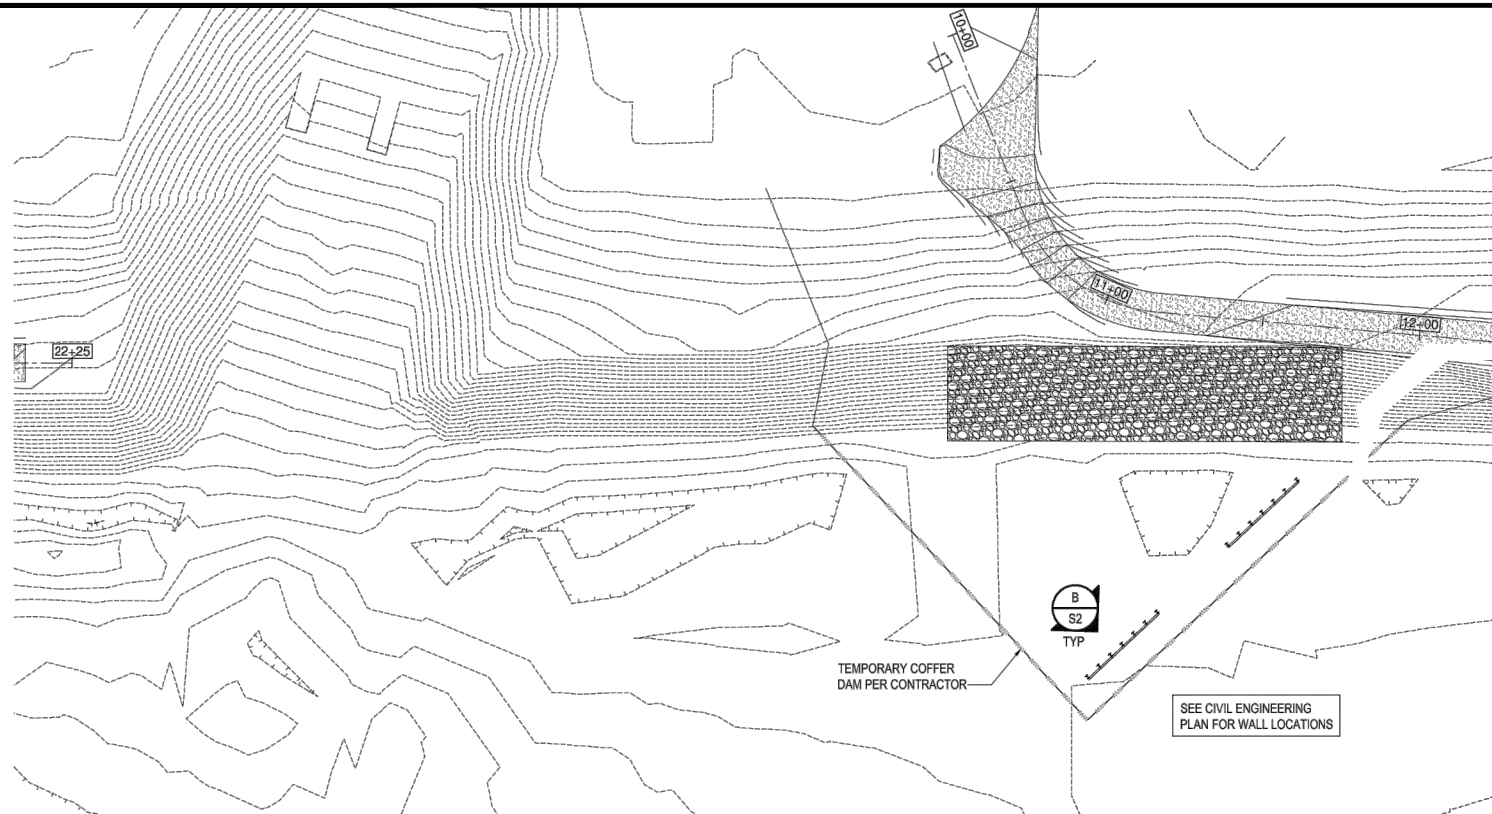 10+00
11+00
12+00
22+25
B
S2
TYP
TEMPORARY COFFER
DAM PER CONTRACTOR
SEE CIVIL ENGINEERING
PLAN FOR WALL LOCATIONS